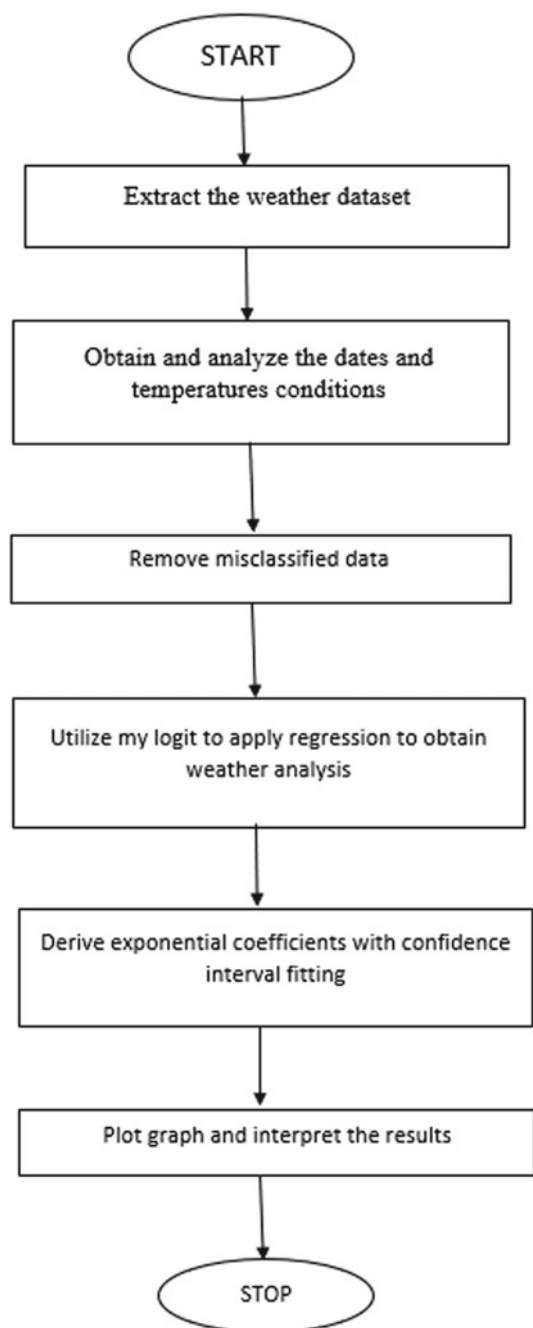 START
Extract the weather dataset
Obtain and analyze the dates and
temperatures conditions
Remove misclassified data
Utilize my logit to apply regression to obtain
weather analysis
Derive exponential coefficients with confidence
interval fitting
Plot graph and interpret the results
STOP